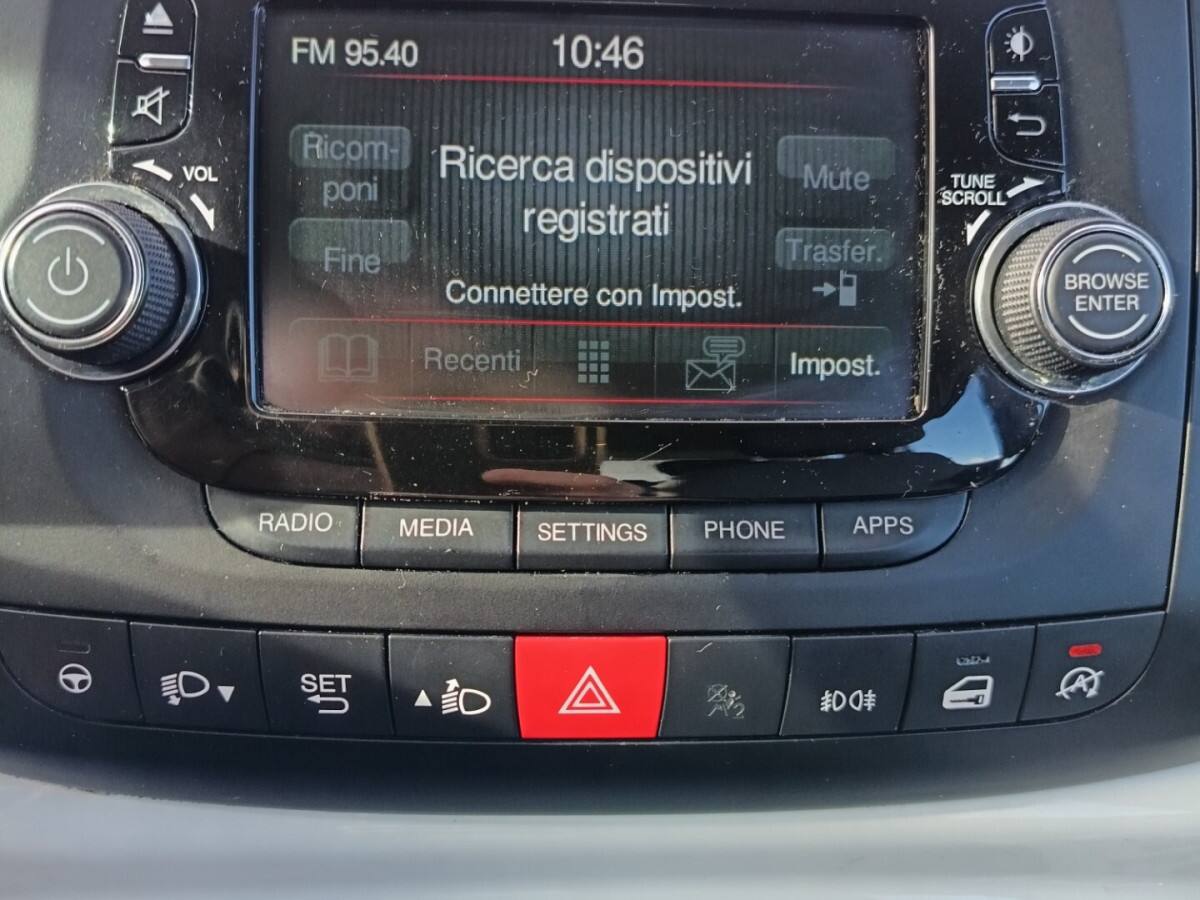 FM 95.40 10:46
VOL
TUNE
SCROLL
Ricom-
poni
Ricerca dispositivi
registrati
Mute
Fine
Trasfer.
Connettere con Impost.
BROWSE
ENTER
Recenti
Impost.
RADIO MEDIA SETTINGS PHONE APPS
SET
2
A